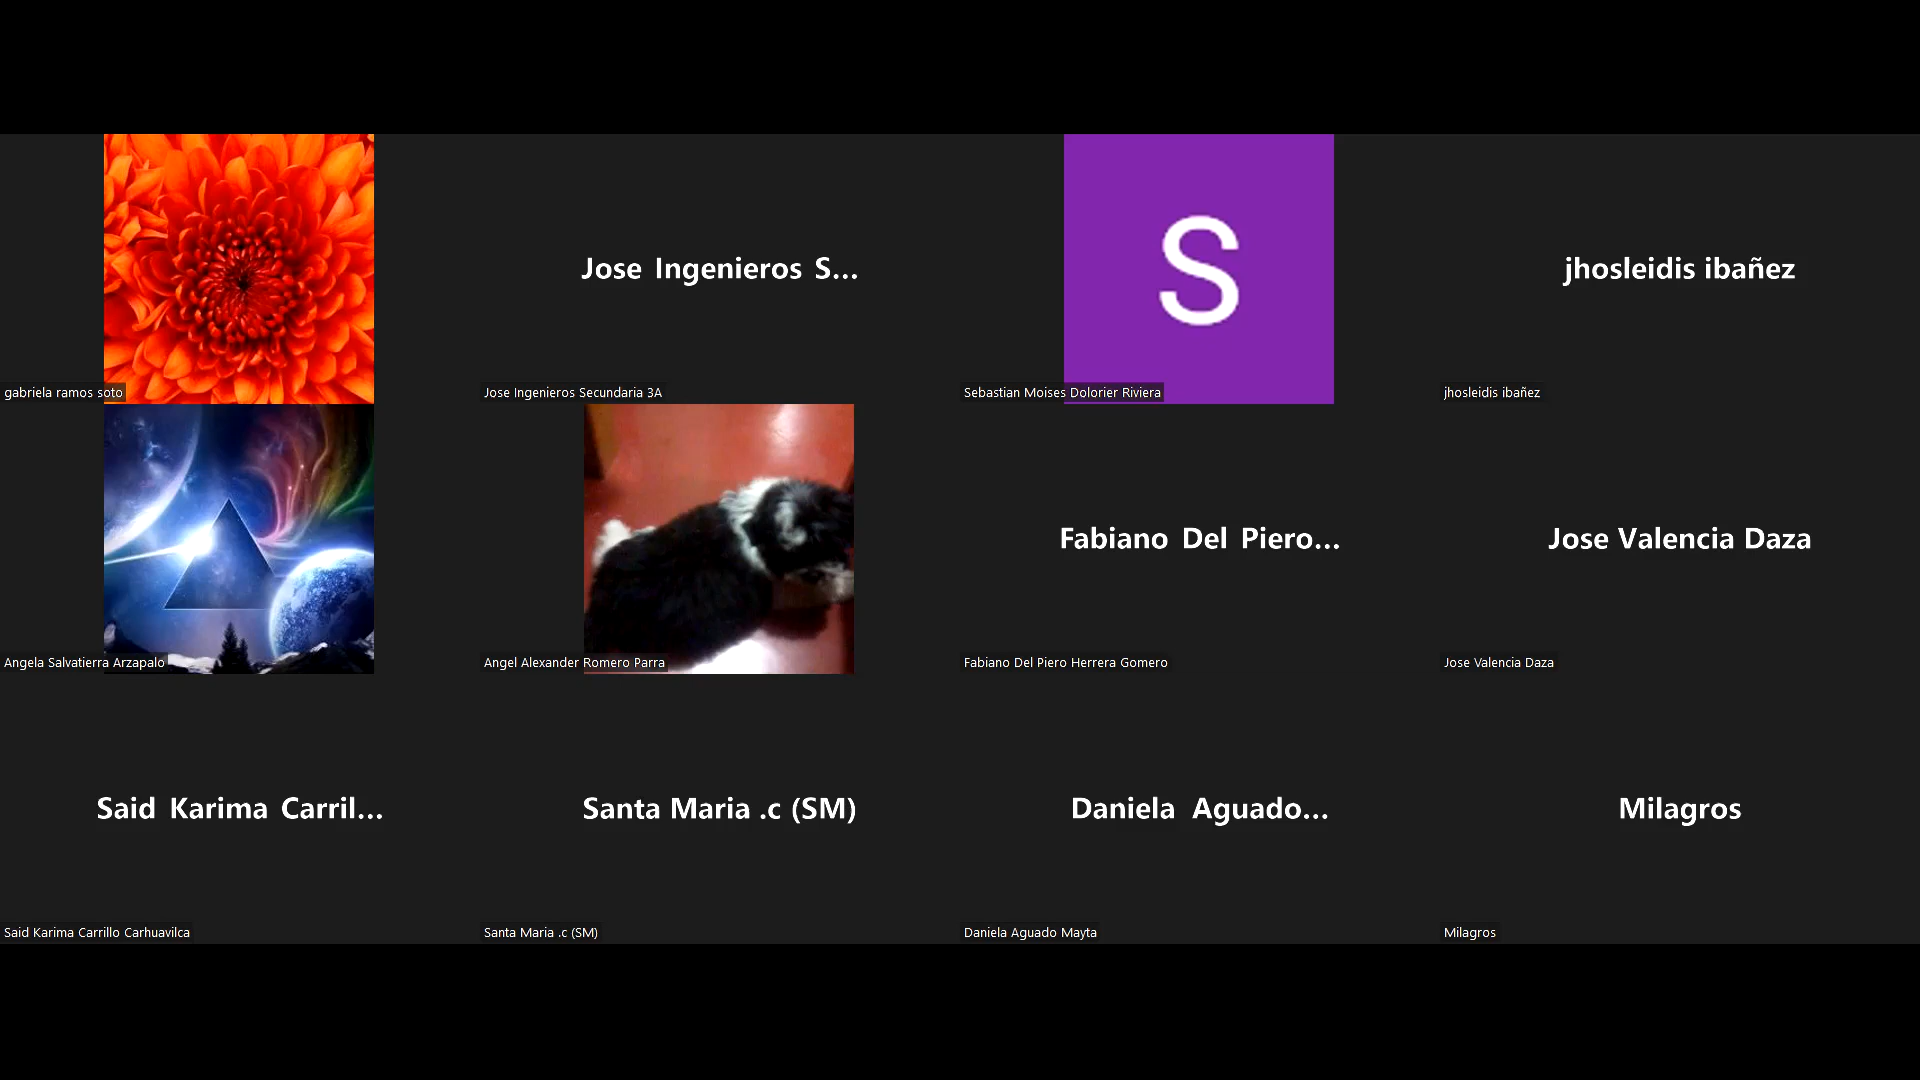 gabriela ramos soto
Jose Ingenieros S...
Jose Ingenieros Secundaria 3A
S
Sebastian Moises Dolorier Riviera
jhosleidis ibañez
jhosleidis ibañez
Angela Salvatierra Arzapalo
Angel Alexander Romero Parra
Fabiano Del Piero...
Fabiano Del Piero Herrera Gomero
Jose Valencia Daza
Jose Valencia Daza
Said Karima Carril...
Said Karima Carrillo Carhuavilca
Santa Maria .c (SM)
Santa Maria .c (SM)
Daniela Aguado...
Daniela Aguado Mayta
Milagros
Milagros